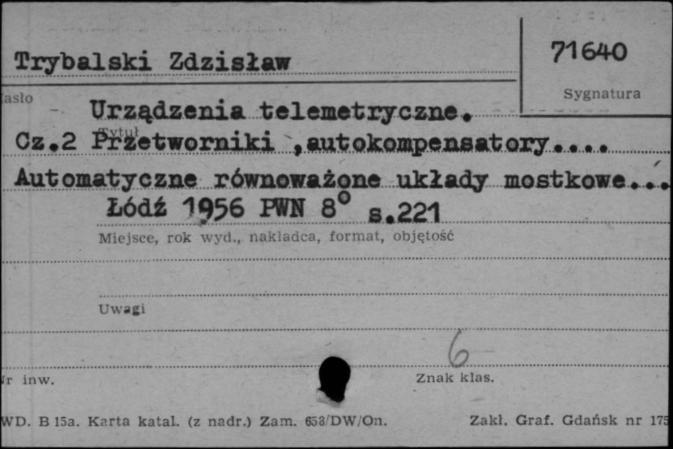 Trybalski Zdzisław
71640
Sygnatura
asło
Urządzenia telemetryczne.
Tytuł
Cz.2 Przetworniki ,autokompensatory....
Automatyczne równoważone układy mostkowe...
Łódź 1956 PWN 8° s.221
Miejsce, rok wyd., nakładca, format, objętość
Uwagi
6
Nr inw.
Znak klas.
WD. B 15a. Karta katal. (z nadr.) Zam. 653/DW/On.
Zakł. Graf. Gdańsk nr 175